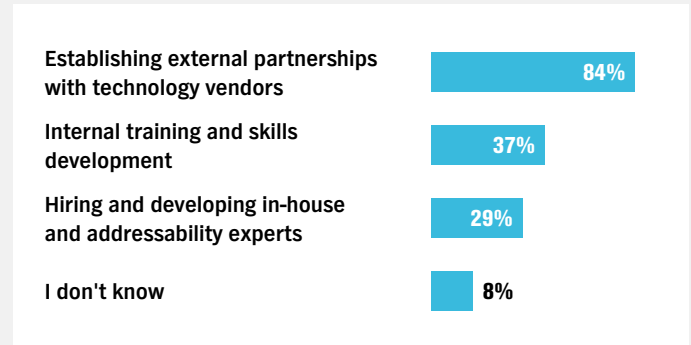 Establishing external partnerships
with technology vendors
84%
Internal training and skills
development
37%
Hiring and developing in-house
and addressability experts
29%
I don't know
8%